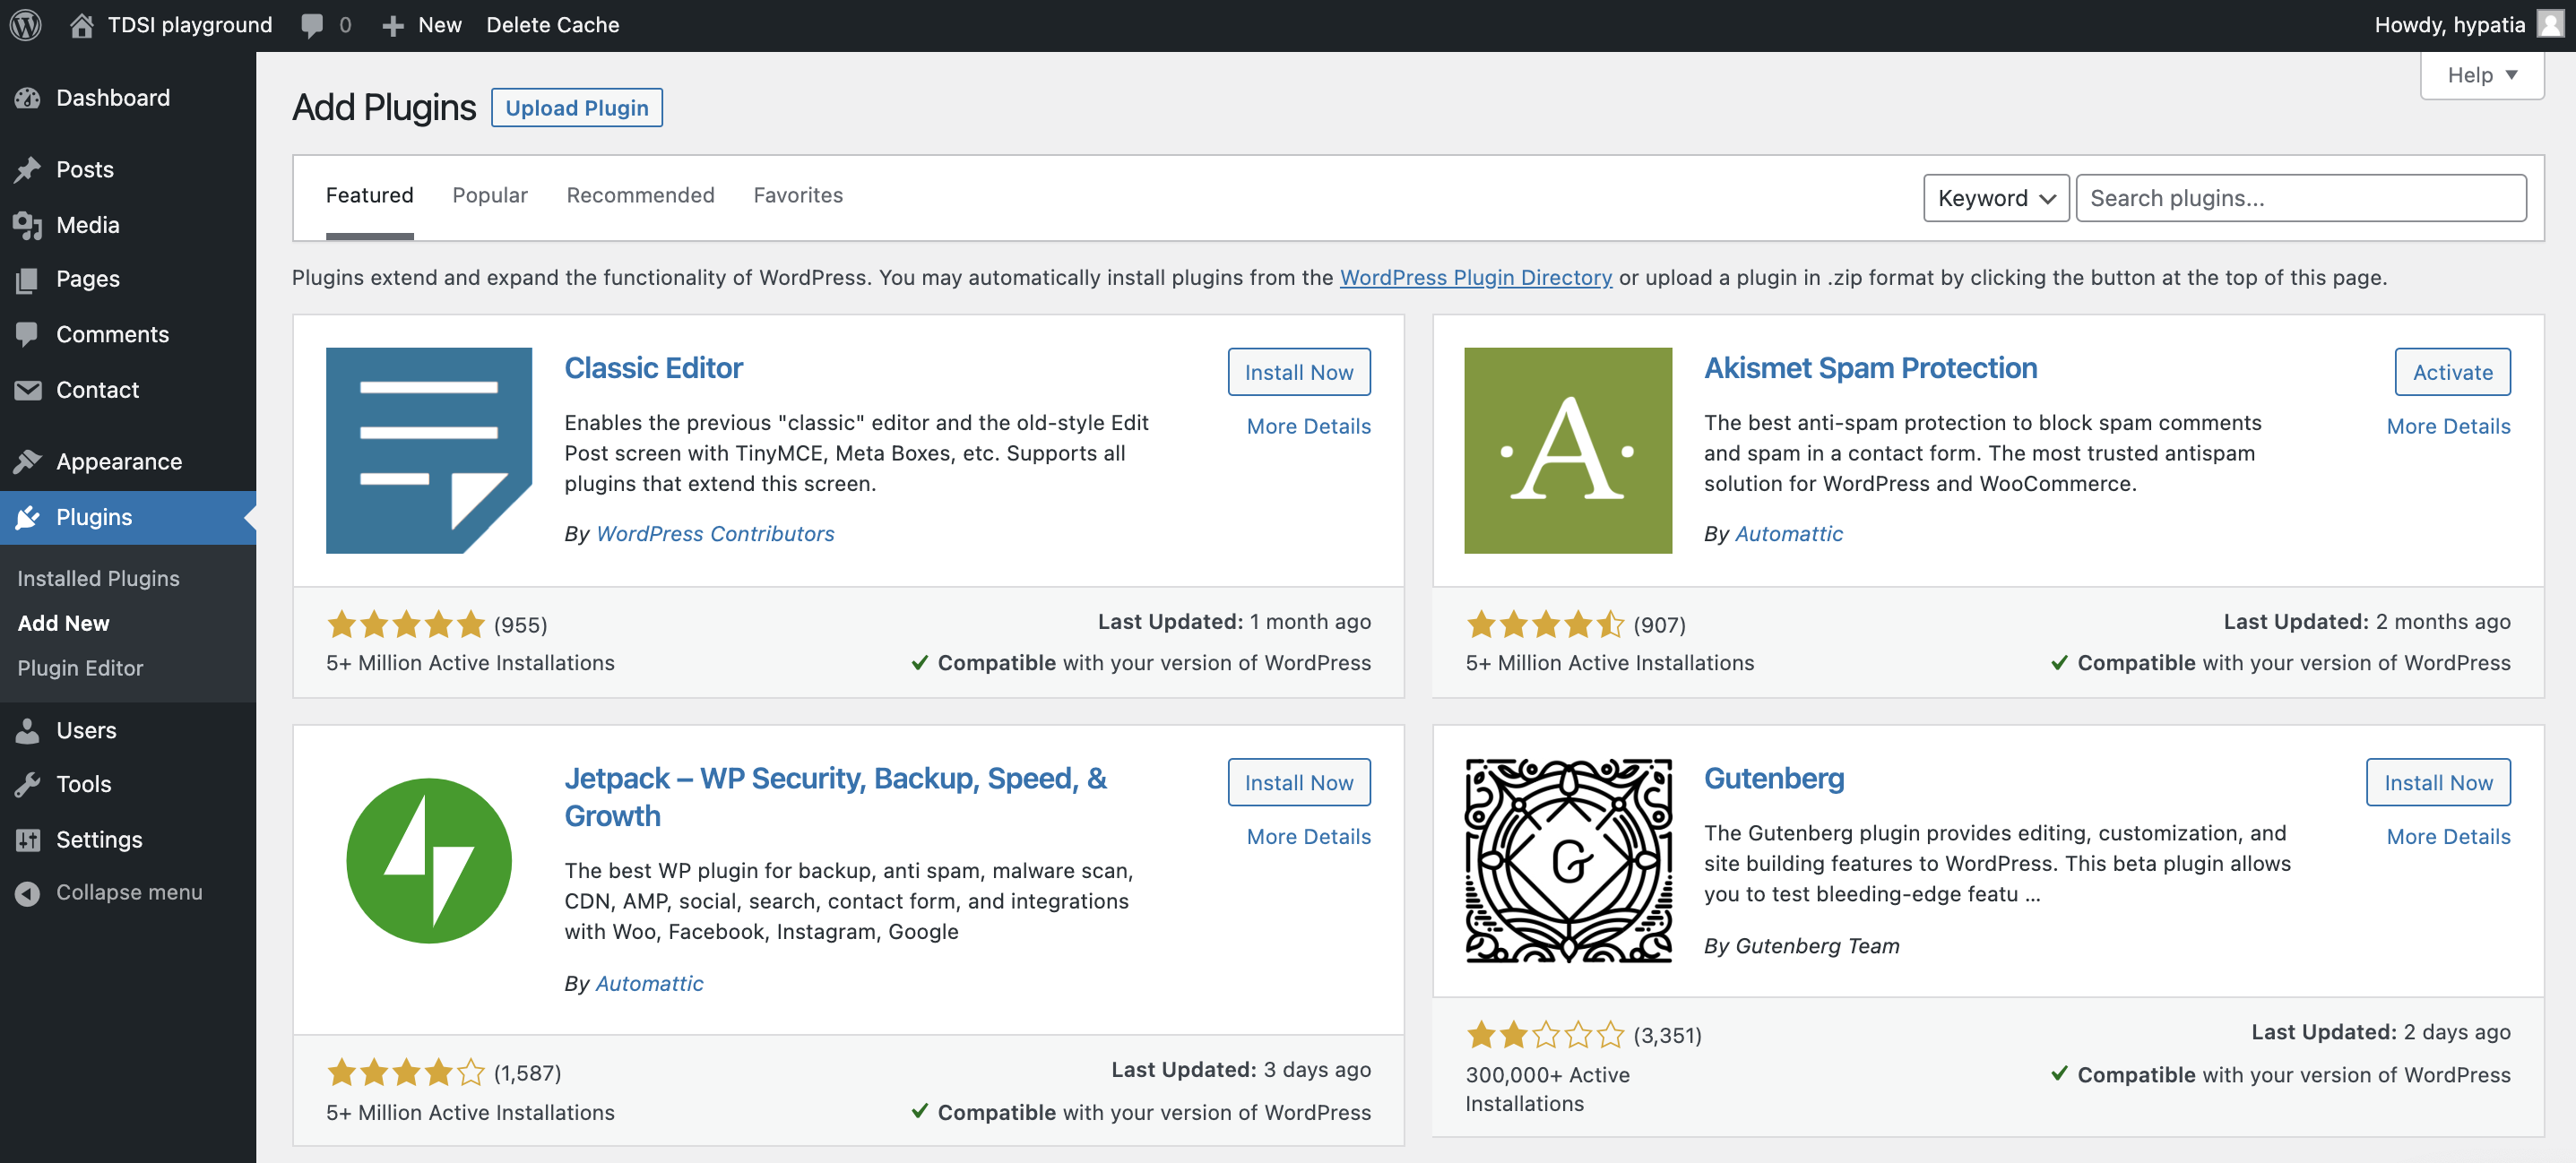 TDSI playground 0 New Delete Cache Howdy, hypatia
Dashboard
Posts
Media
Pages
Comments
Contact
Appearance
Plugins
Installed Plugins
Add New
Plugin Editor
Users
Tools
Settings
Collapse menu
Help
Add Plugins Upload Plugin
Featured Popular Recommended Favorites Keyword Search plugins...
Plugins extend and expand the functionality of WordPress. You may automatically install plugins from the WordPress Plugin Directory or upload a plugin in .zip format by clicking the button at the top of this page.
Classic Editor
Install Now
More Details
Enables the previous "classic" editor and the old-style Edit
Post screen with TinyMCE, Meta Boxes, etc. Supports all
plugins that extend this screen.
By WordPress Contributors
(955)
5+ Million Active Installations
Last Updated: 1 month ago
Compatible with your version of WordPress
A
Akismet Spam Protection
Activate
More Details
The best anti-spam protection to block spam comments
and spam in a contact form. The most trusted antispam
solution for WordPress and WooCommerce.
By Automattic
(907)
5+ Million Active Installations
Last Updated: 2 months ago
Compatible with your version of WordPress
Jetpack – WP Security, Backup, Speed, &
Growth
Install Now
More Details
The best WP plugin for backup, anti spam, malware scan,
CDN, AMP, social, search, contact form, and integrations
with Woo, Facebook, Instagram, Google
By Automattic
(1,587)
5+ Million Active Installations
Last Updated: 3 days ago
Compatible with your version of WordPress
G
Gutenberg
Install Now
More Details
The Gutenberg plugin provides editing, customization, and
site building features to WordPress. This beta plugin allows
you to test bleeding-edge featu ...
By Gutenberg Team
(3,351)
300,000+ Active
Installations
Last Updated: 2 days ago
Compatible with your version of WordPress